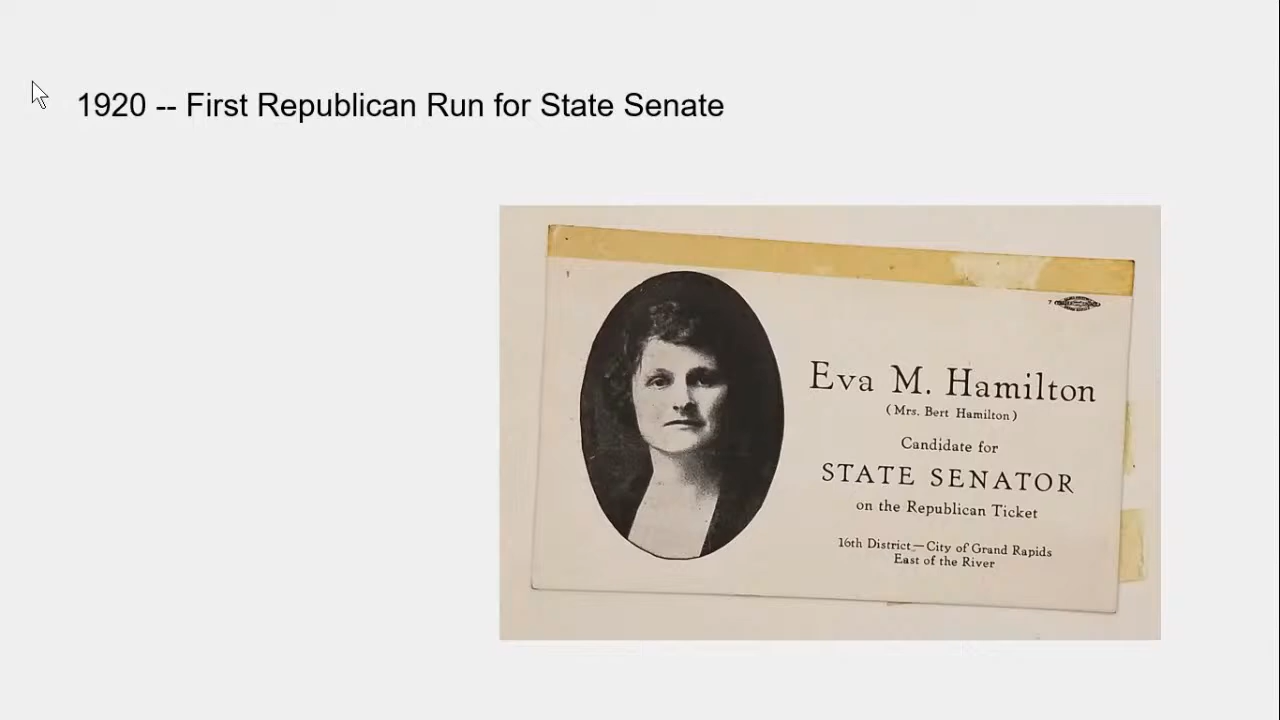 1920 -- First Republican Run for State Senate
Eva M. Hamilton
(Mrs. Bert Hamilton)
Candidate for
STATE SENATOR
on the Republican Ticket
16th District—City of Grand Rapids
East of the River